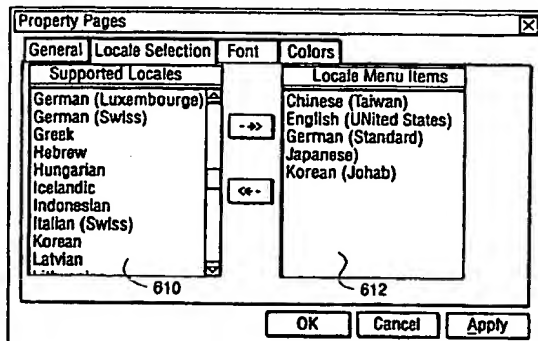 Property Pages
General Locale Selection Font Colors
Supported Locales
German (Luxembourge)
German (Swiss)
Greek
Hebrew
Hungarian
Icelandic
Indonesian
Italian (Swiss)
Korean
Latvian
610
Locale Menu Items
Chinese (Taiwan)
English (UNited States)
German (Standard)
Japanese)
Korean (Johab)
612
OK Cancel Apply